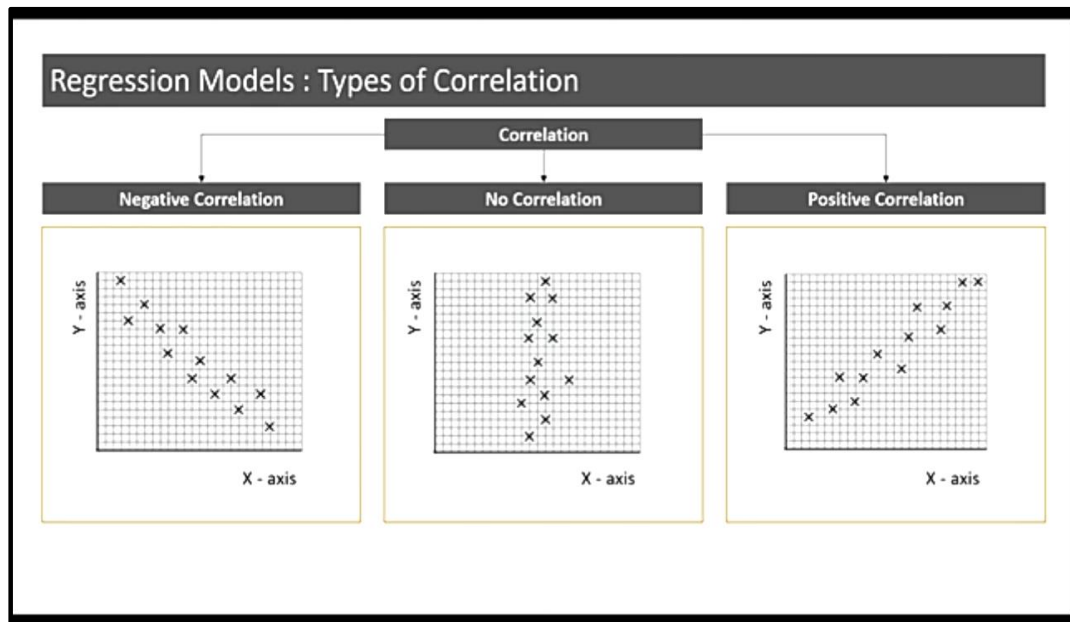 Regression Models : Types of Correlation
Correlation
Negative Correlation
No Correlation
Positive Correlation
Y - axis
X - axis
Y - axis
X - axis
Y - axis
X - axis